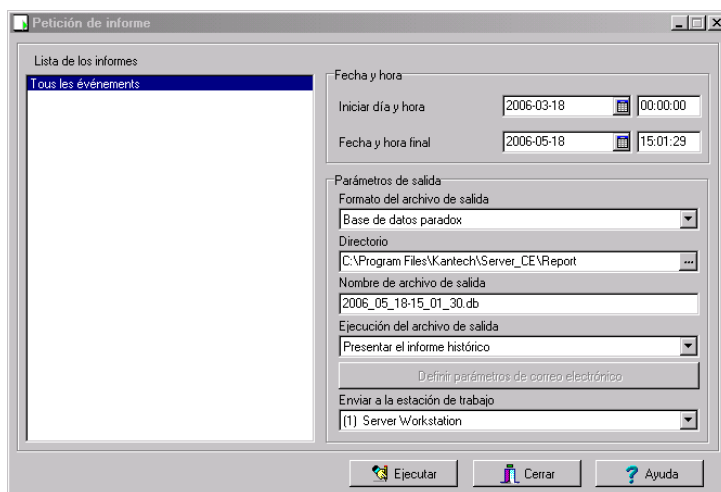 Petición de informe
Lista de los informes
Tous les événements
Fecha y hora
Iniciar día y hora
2006-03-18
00:00:00
Fecha y hora final
2006-05-18
15:01:29
Parámetros de salida
Formato del archivo de salida
Base de datos paradox
Directorio
C:\Program Files\Kantech\Server_CE\Report
...
Nombre de archivo de salida
2006_05_18-15_01_30.db
Ejecución del archivo de salida
Presentar el informe histórico
Definir parámetros de correo electrónico
Enviar a la estación de trabajo
(1) Server Workstation
Ejecutar
Cerrar
? Ayuda